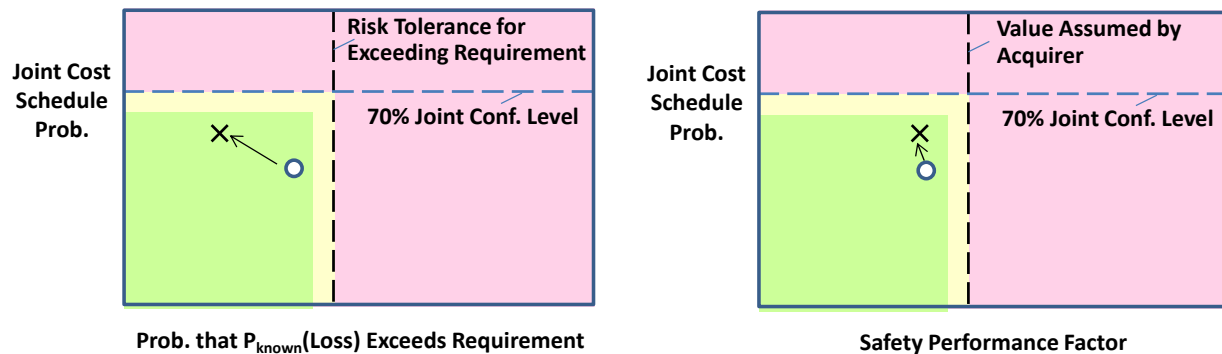 Risk Tolerance for
Exceeding Requirement
Joint Cost
Schedule
Prob.
70% Joint Conf. Level
Prob. that Pknown(Loss) Exceeds Requirement
Value Assumed by
Acquirer
Joint Cost
Schedule
Prob.
70% Joint Conf. Level
Safety Performance Factor